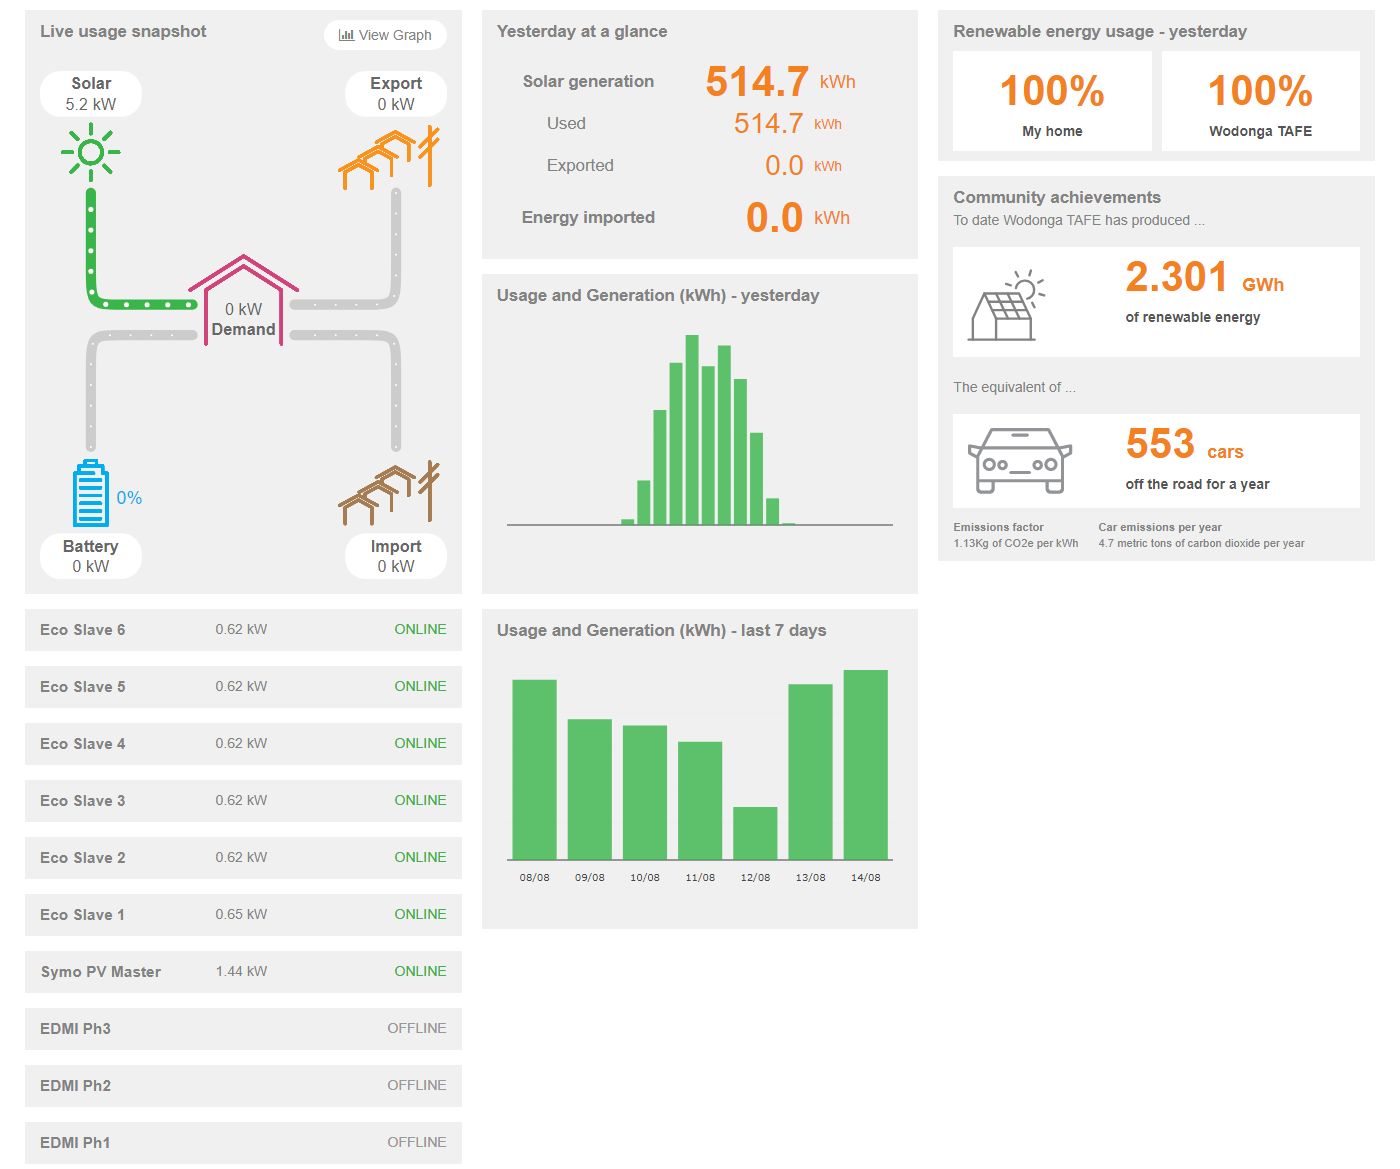 Live usage snapshot
View Graph
Solar
5.2 kW
Export
0 kW
0 kW
Demand
0%
Battery
0 kW
Import
0 kW
Eco Slave 6 0.62 kW ONLINE
Eco Slave 5 0.62 kW ONLINE
Eco Slave 4 0.62 kW ONLINE
Eco Slave 3 0.62 kW ONLINE
Eco Slave 2 0.62 kW ONLINE
Eco Slave 1 0.65 kW ONLINE
Symo PV Master 1.44 kW ONLINE
EDMI Ph3 OFFLINE
EDMI Ph2 OFFLINE
EDMI Ph1 OFFLINE
Yesterday at a glance
Solar generation 514.7 kWh
Used 514.7 kWh
Exported 0.0 kWh
Energy imported 0.0 kWh
Usage and Generation (kWh) - yesterday
Usage and Generation (kWh) - last 7 days
08/08 09/08 10/08 11/08 12/08 13/08 14/08
Renewable energy usage - yesterday
100%
My home
100%
Wodonga TAFE
Community achievements
To date Wodonga TAFE has produced ...
2.301 GWh
of renewable energy
The equivalent of ...
553 cars
off the road for a year
Emissions factor
1.13Kg of CO2e per kWh
Car emissions per year
4.7 metric tons of carbon dioxide per year